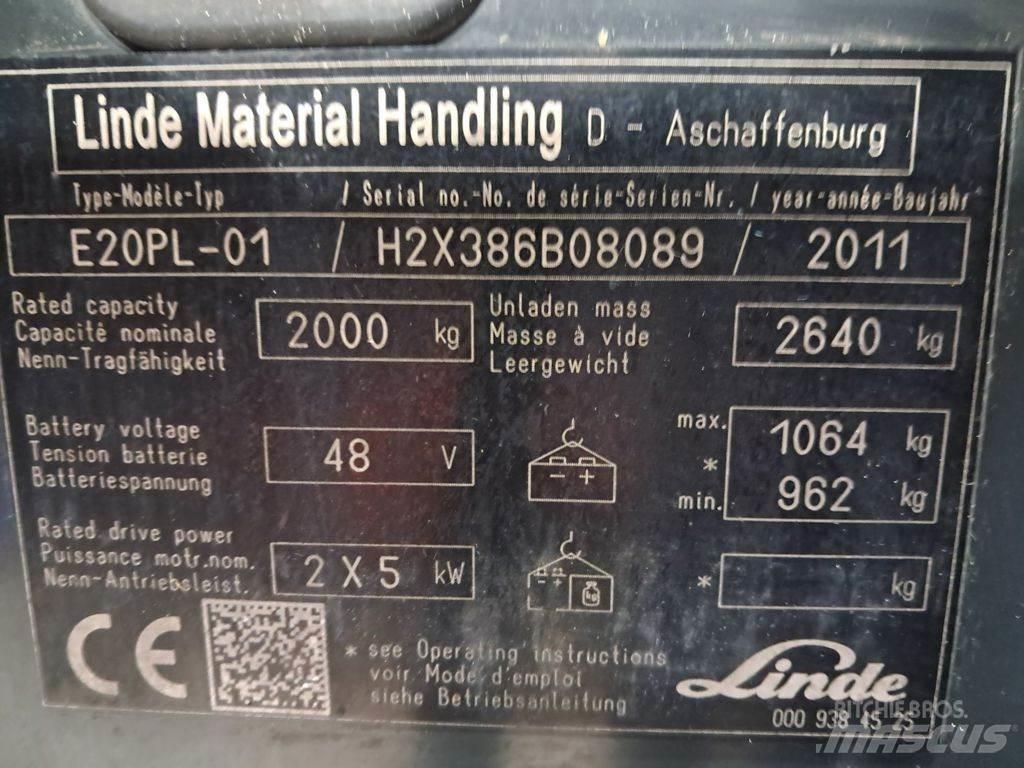 Linde Material Handling D - Aschaffenburg
Type-Modèle-Typ / Serial no.-No. de série-Serien-Nr. / year-année-Baujahr
E20PL-01 / H2X386B08089 / 2011
Rated capacity
Capacité nominale
Nenn-Tragfähigkeit
2000 kg
Unladen mass
Masse à vide
Leergewicht
2640 kg
Battery voltage
Tension batterie
Batteriespannung
48 V
- +
max. 1064 kg
*
min. 962 kg
Rated drive power
Puissance motr.nom.
Nenn-Antriebsleist.
2 X 5 kW
- + kg
* kg
CE
* see Operating instructions
voir Mode d'emploi
siehe Betriebsanleitung
Linde
000 938 45 25
RITCHIE BROS.
MASCUS